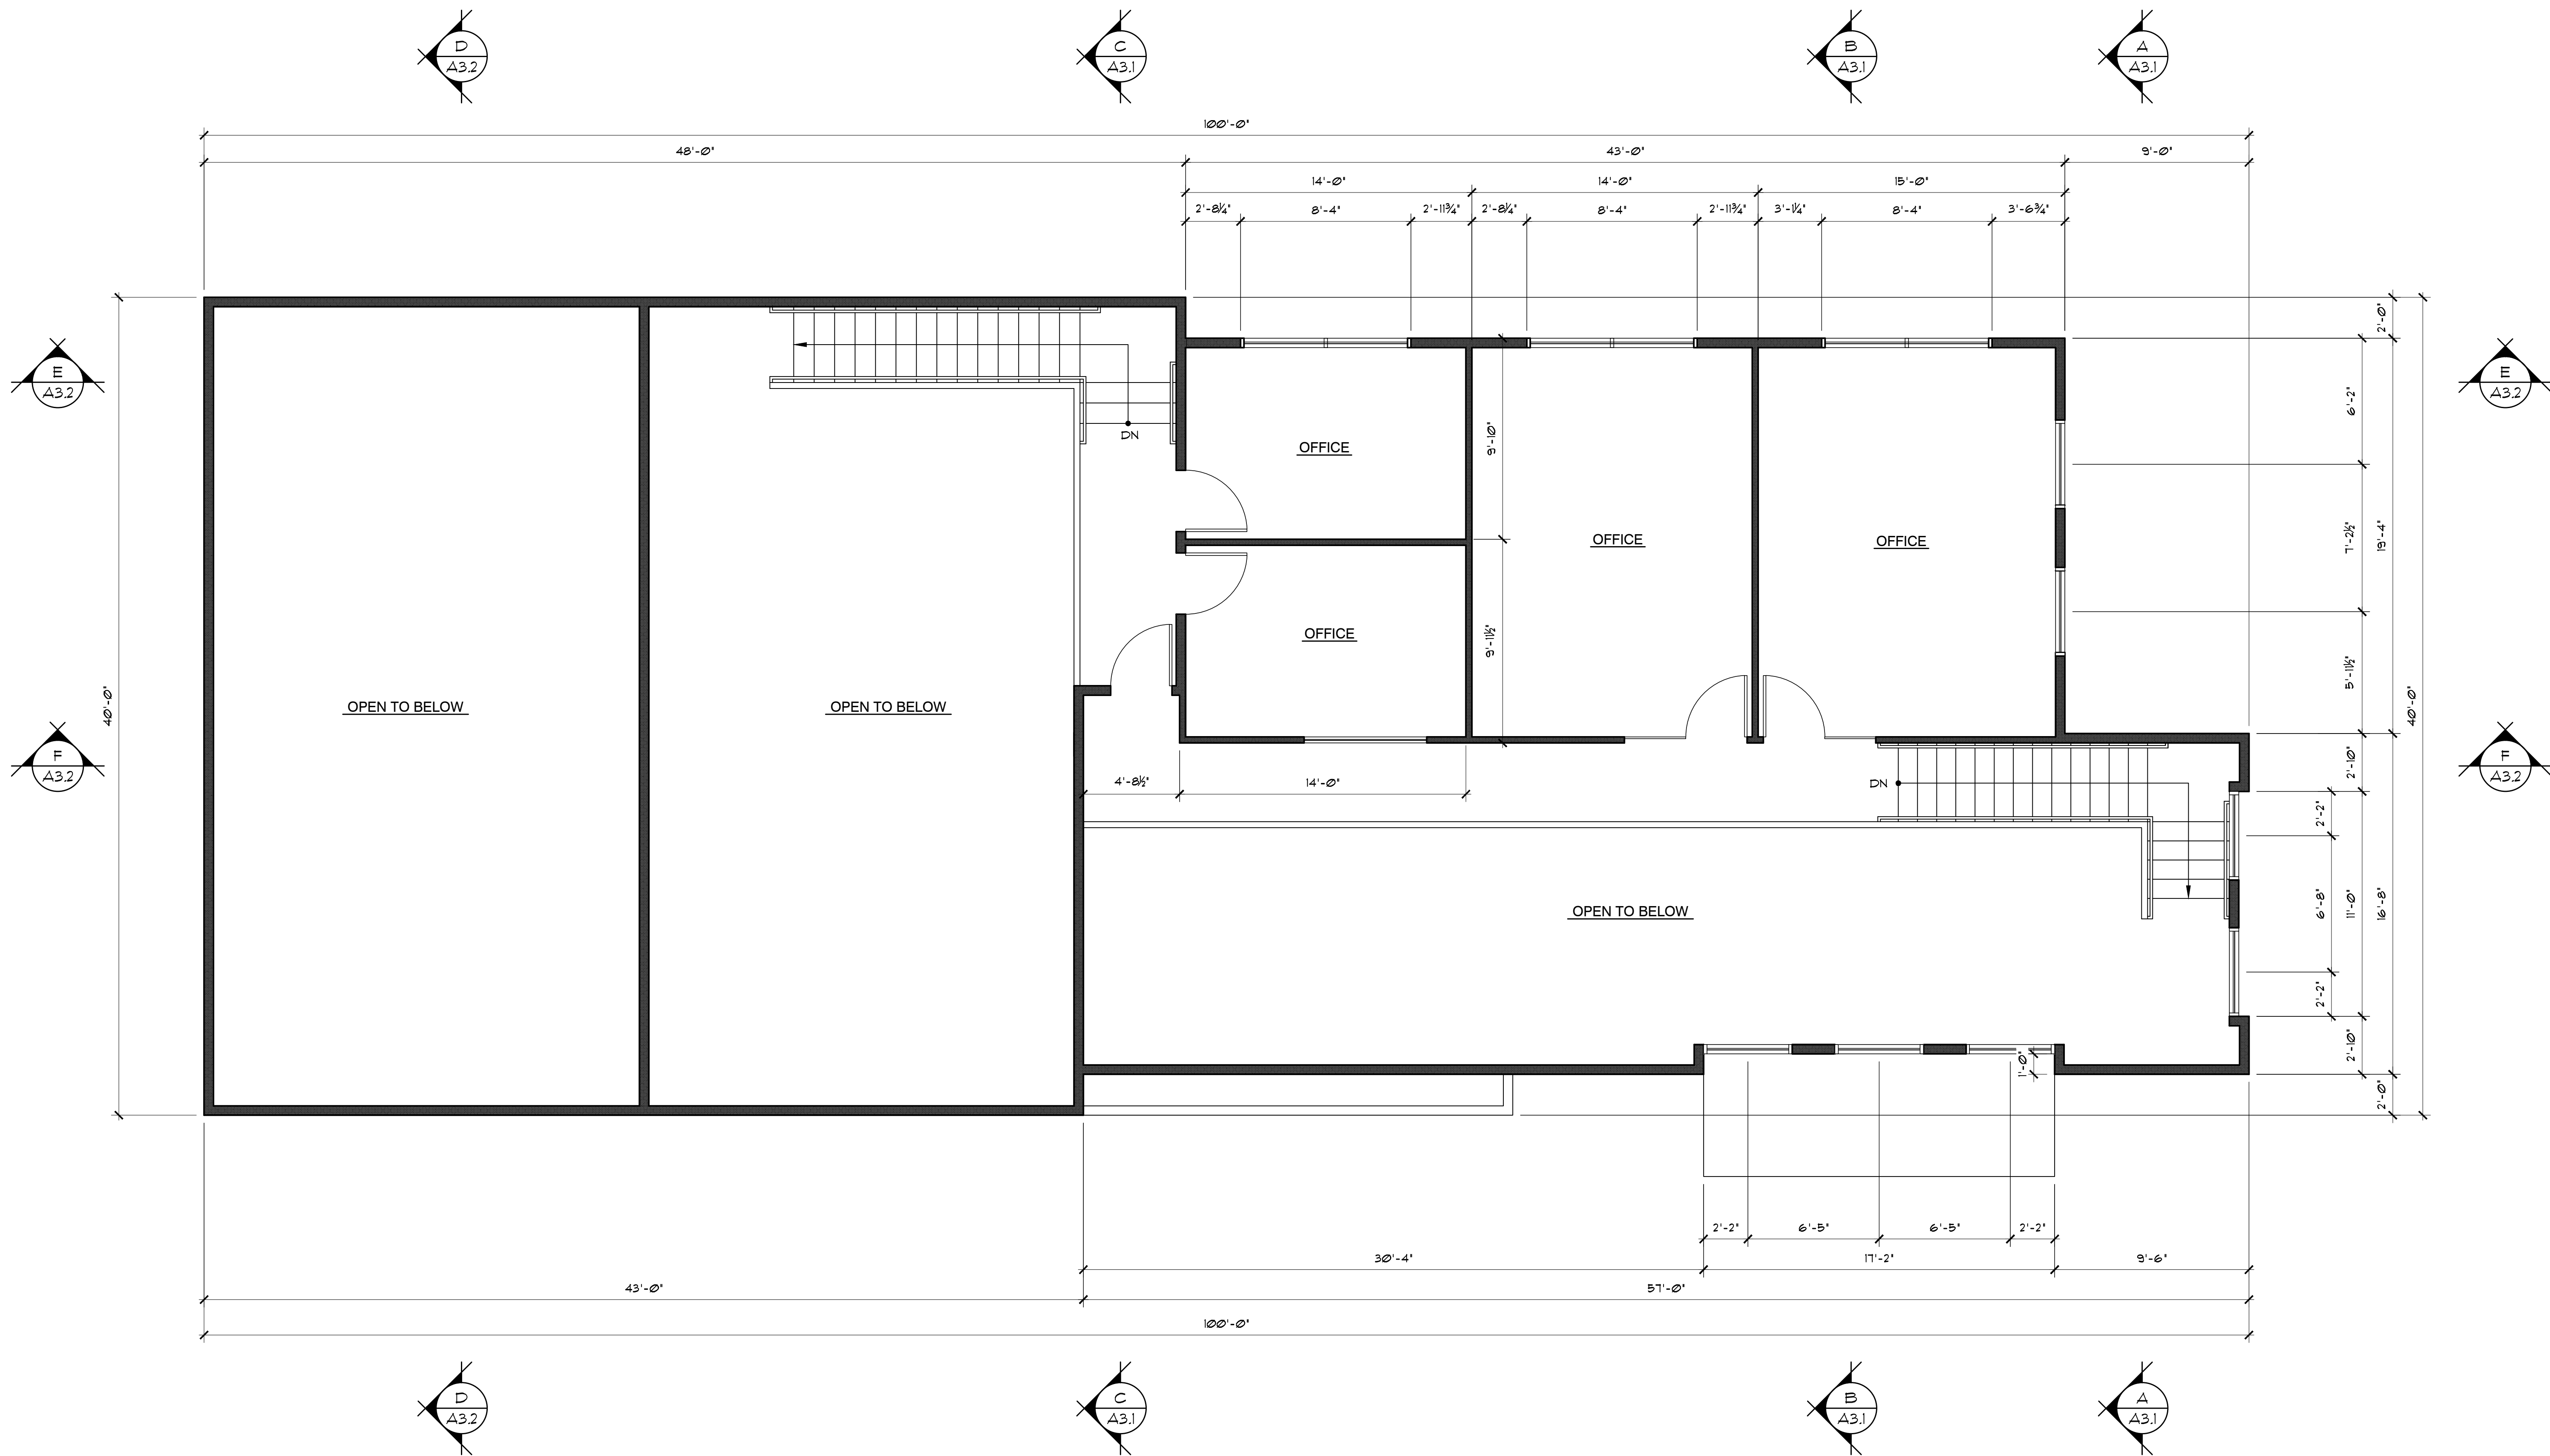 D
A3.2
C
A3.1
B
A3.1
A
A3.1
100'-0"
48'-0"
43'-0"
9'-0"
14'-0"
14'-0"
15'-0"
2'-8¼"
8'-4"
2'-11¾"
2'-8¼"
8'-4"
2'-11¾"
3'-1¼"
8'-4"
3'-6¾"
2'-0"
E
A3.2
E
A3.2
6'-2"
DN
OFFICE
9'-10"
OFFICE
OFFICE
7'-2½"
19'-4"
OFFICE
9'-11½"
5'-11½"
40'-0"
OPEN TO BELOW
OPEN TO BELOW
40'-0"
F
A3.2
F
A3.2
4'-8½"
14'-0"
DN
2'-10"
2'-2"
OPEN TO BELOW
6'-8"
11'-0"
16'-8"
2'-2"
2'-10"
1'-0"
2'-0"
2'-2"
6'-5"
6'-5"
2'-2"
30'-4"
17'-2"
9'-6"
43'-0"
57'-0"
100'-0"
D
A3.2
C
A3.1
B
A3.1
A
A3.1